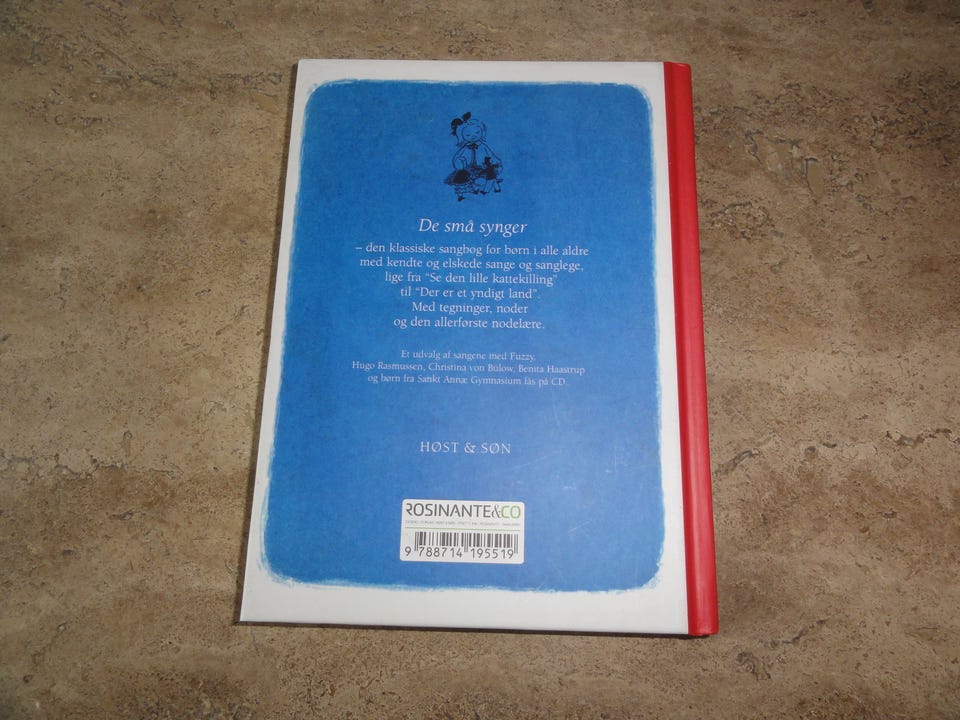 De små synger
– den klassiske sangbog for børn i alle aldre
med kendte og elskede sange og sanglege,
lige fra "Se den lille kattekilling"
til "Der er et yndigt land".
Med tegninger, noder
og den allerførste nodelære.
Et udvalg af sangene med Fuzzy,
Hugo Rasmussen, Christina von Bülow, Benita Haastrup
og børn fra Sankt Annæ Gymnasium fås på CD.
HØST & SØN
ROSINANTE&CO
9 788714 195519